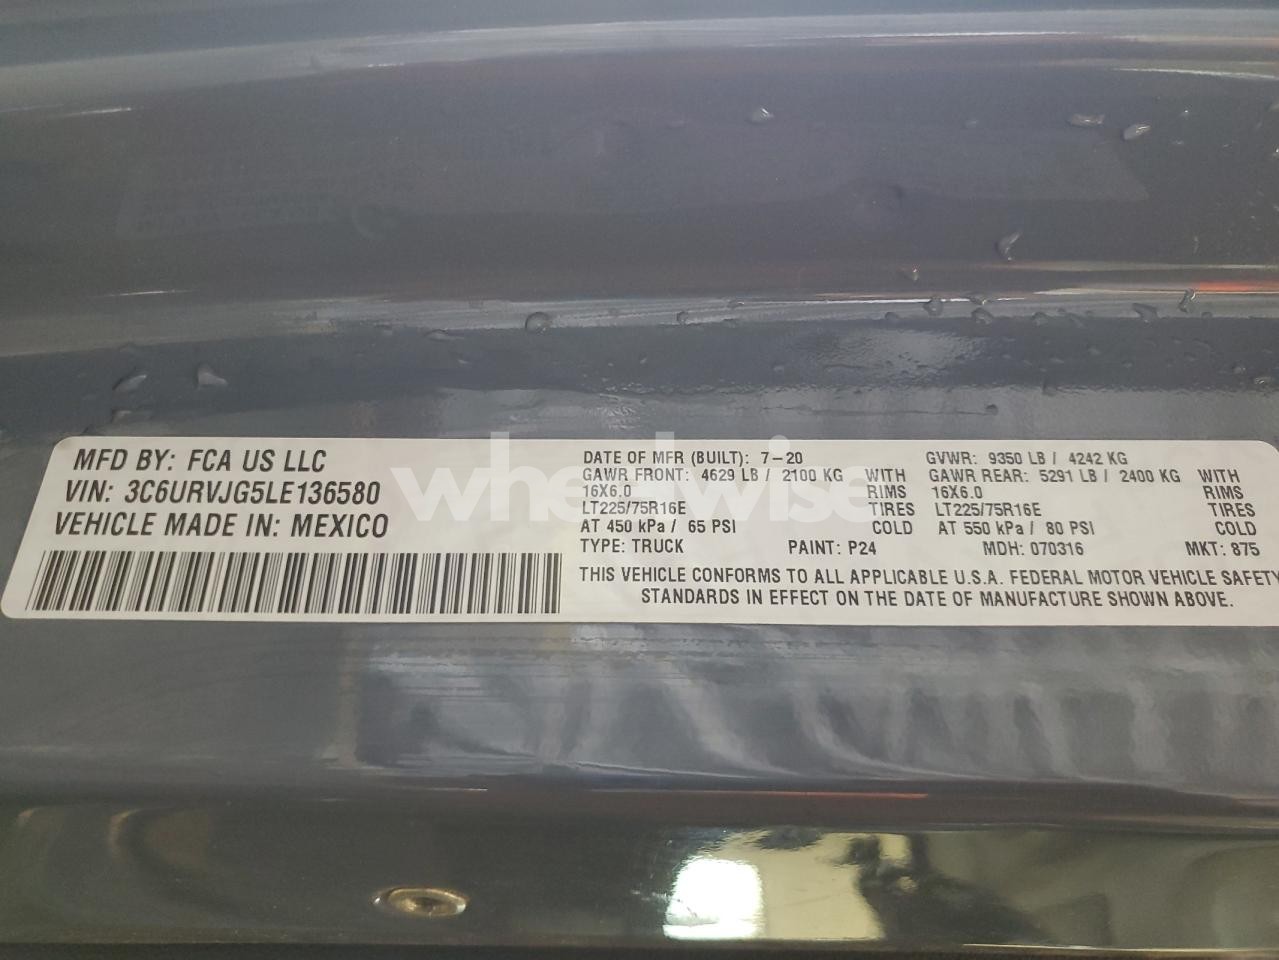 MFD BY: FCA US LLC
VIN: 3C6URVJG5LE136580
VEHICLE MADE IN: MEXICO
DATE OF MFR (BUILT): 7-20
GVWR: 9350 LB / 4242 KG
GAWR FRONT: 4629 LB / 2100 KG WITH
16X6.0 RIMS
LT225/75R16E TIRES
AT 450 kPa / 65 PSI COLD
GAWR REAR: 5291 LB / 2400 KG WITH
16X6.0 RIMS
LT225/75R16E TIRES
AT 550 kPa / 80 PSI COLD
TYPE: TRUCK PAINT: P24 MDH: 070316 MKT: 875
THIS VEHICLE CONFORMS TO ALL APPLICABLE U.S.A. FEDERAL MOTOR VEHICLE SAFETY
STANDARDS IN EFFECT ON THE DATE OF MANUFACTURE SHOWN ABOVE.
wheelwise